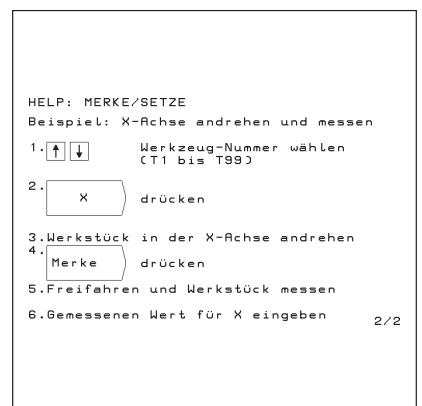 HELP: MERKE/SETZE
Beispiel: X-Achse andrehen und messen
1. ↑ ↓ Werkzeug-Nummer wählen
(T1 bis T99)
2. X drücken
3.Werkstück in der X-Achse andrehen
4. Merke drücken
5.Freifahren und Werkstück messen
6.Gemessenen Wert für X eingeben
2/2